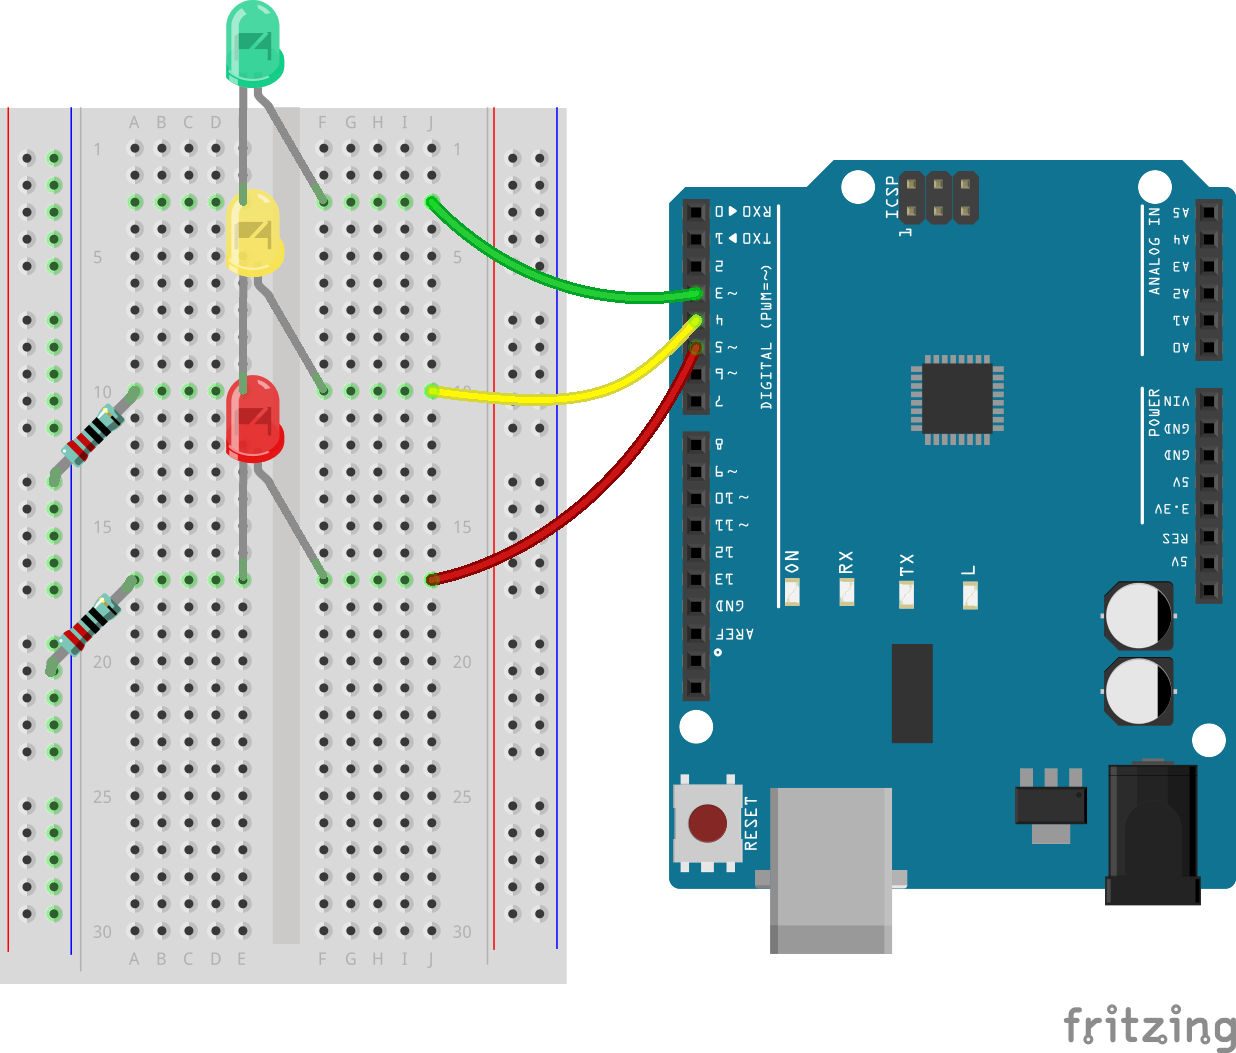 A B C D F G H I J
1 1
5 5
10 10
15 15
20 20
25 25
30 30
A B C D E F G H I J
RX0 ◀ 0
TX0 ▶ 1
2
~ 3
4
~ 5
~ 6
7
8
~ 9
~ 10
~ 11
12
13
GND
AREF
DIGITAL (PWM=~)
ICSP
1
ON
RX
TX
L
RESET
ANALOG IN
A5
A4
A3
A2
A1
A0
POWER
VIN
GND
GND
5V
3.3V
RES
5V
fritzing